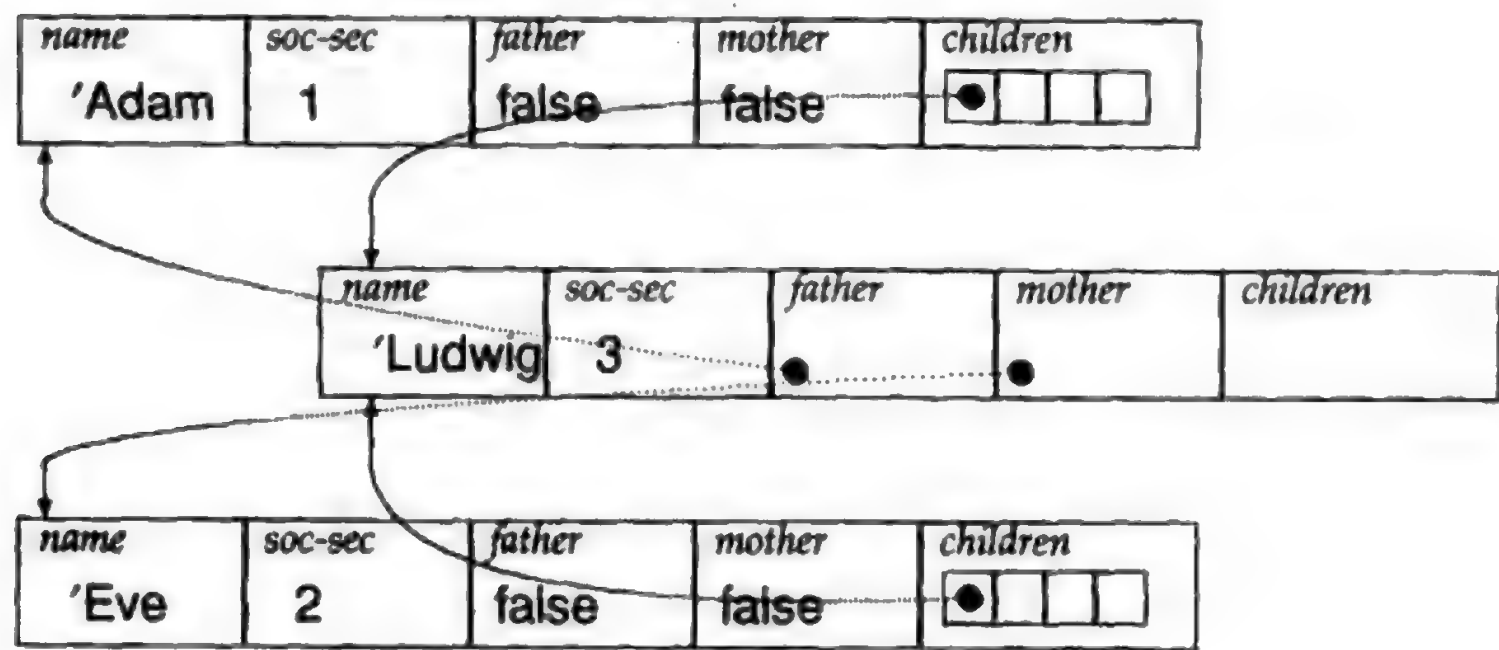 name soc-sec father mother children
'Adam 1 false false
name soc-sec father mother children
'Ludwig 3
name soc-sec father mother children
'Eve 2 false false